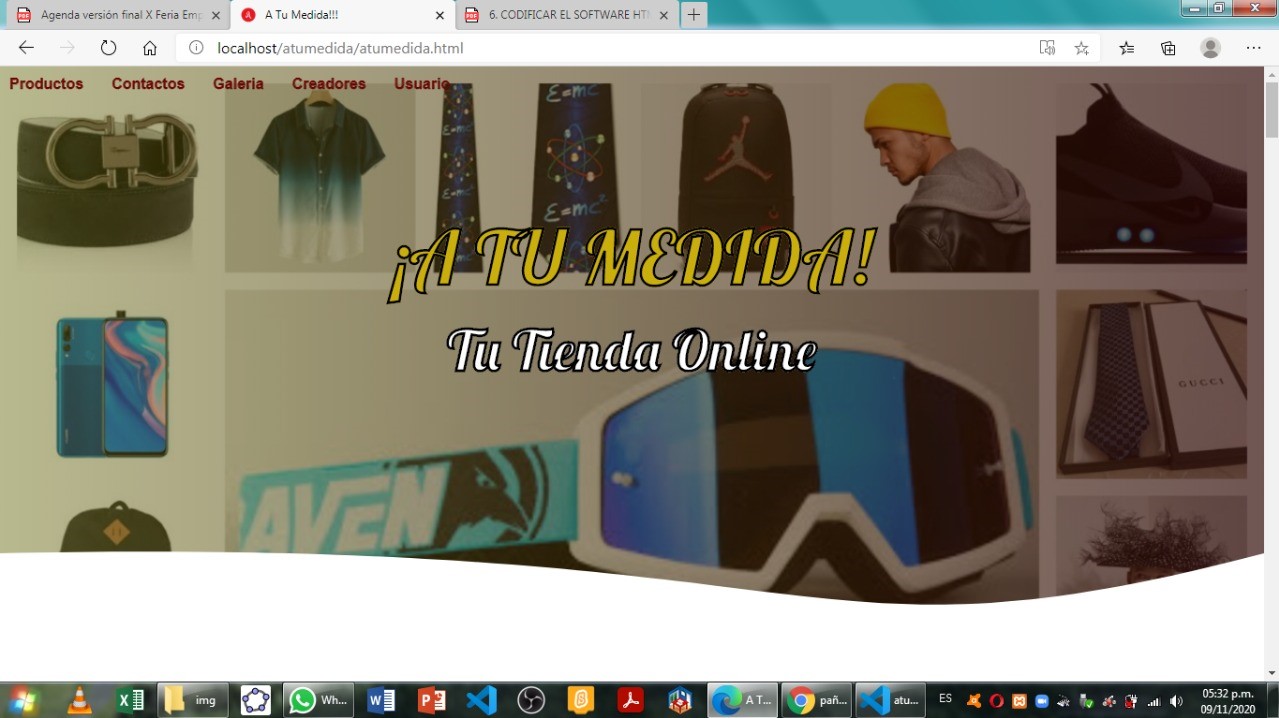 Agenda versión final X Feria Emp
A Tu Medida!!!
6. CODIFICAR EL SOFTWARE HTM
localhost/atumedida/atumedida.html
Productos Contactos Galeria Creadores Usuario
E=mc
E=mc²
E=mc²
¡A TU MEDIDA!
Tu Tienda Online
GUCCI
AVEN
img
Wh...
A T...
pañ...
atu...
ES
05:32 p.m.
09/11/2020